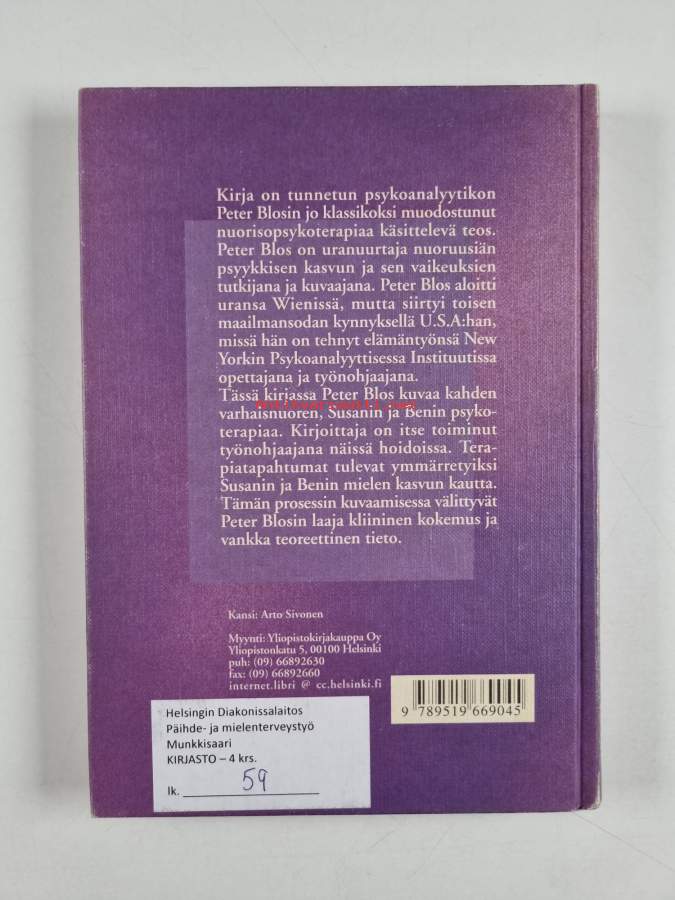 Kirja on tunnetun psykoanalyytikon
Peter Blosin jo klassikoksi muodostunut
nuorisopsykoterapiaa käsittelevä teos.
Peter Blos on uranuurtaja nuoruusiän
psyykkisen kasvun ja sen vaikeuksien
tutkijana ja kuvaajana. Peter Blos aloitti
uransa Wienissä, mutta siirtyi toisen
maailmansodan kynnyksellä U.S.A:han,
missä hän on tehnyt elämäntyönsä New
Yorkin Psykoanalyyttisessa Instituutissa
opettajana ja työnohjaajana.
Tässä kirjassa Peter Blos kuvaa kahden
varhaisnuoren, Susanin ja Benin psyko-
terapiaa. Kirjoittaja on itse toiminut
työnohjaajana näissä hoidoissa. Tera-
piatapahtumat tulevat ymmärretyiksi
Susanin ja Benin mielen kasvun kautta.
Tämän prosessin kuvaamisessa välittyvät
Peter Blosin laaja kliininen kokemus ja
vankka teoreettinen tieto.
Kansi: Arto Sivonen
Myynti: Yliopistokirjakauppa Oy
Yliopistonkatu 5, 00100 Helsinki
puh: (09) 66892630
fax: (09) 66892660
internet.libri @ cc.helsinki.fi
9 789519 669045
Helsingin Diakonissalaitos
Päihde- ja mielenterveystyö
Munkkisaari
KIRJASTO – 4 krs.
lk. 59